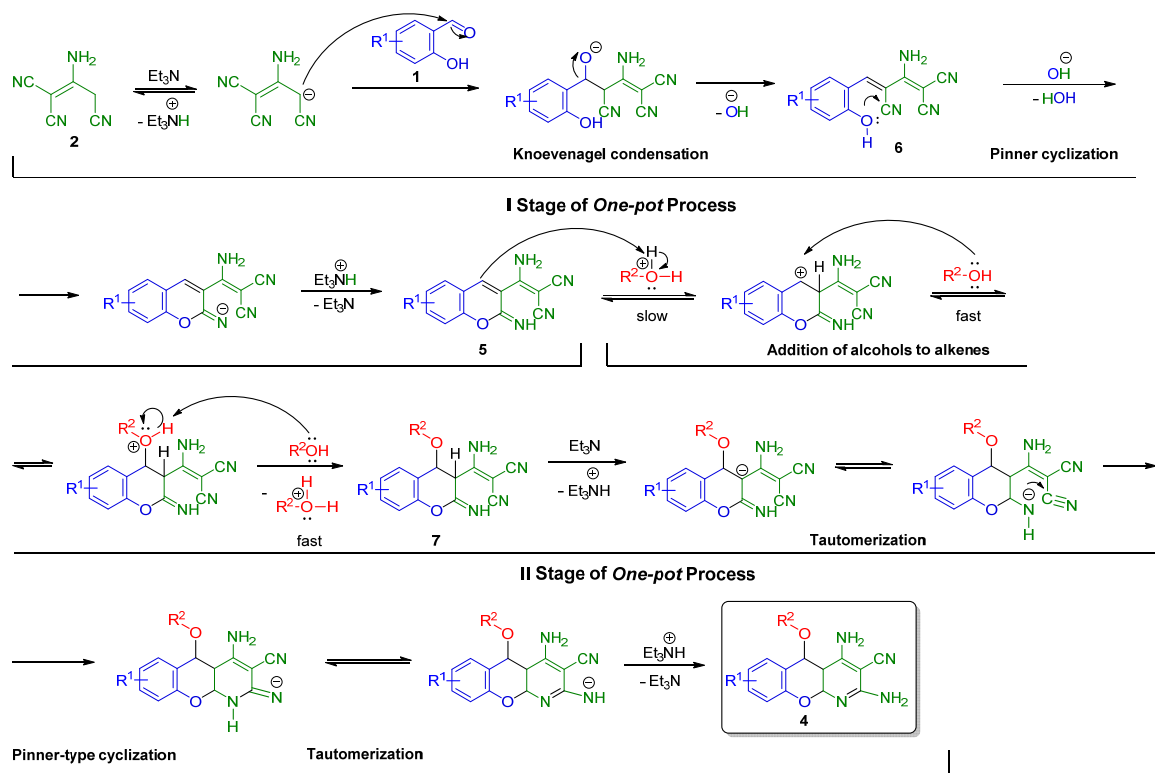 NH2 NH2 R1 O OH 1
CN Et3N CN
CN CN ⊕ - Et3NH CN CN ⊖
2
O ⊖ NH2 CN R1 OH CN CN
- OH ⊖
NH2 CN R1 CN CN O: H 6
⊖ OH
- HOH
Knoevenagel condensation Pinner cyclization
I Stage of One-pot Process
NH2 CN CN R1 O N ⊖
⊕ Et3NH
- Et3N
NH2 CN R1 O NH CN
5
H ⊕ R2-O-H
slow
⊕ H NH2 CN R1 O NH CN
R2-OH
fast
Addition of alcohols to alkenes
R2 O H ⊕ H NH2 CN R1 O NH CN
R2OH
- H ⊕ R2-O-H
fast
R2 O H NH2 CN R1 O NH CN
7
Et3N
⊕ - Et3NH
R2 O NH2 ⊖ CN R1 O NH CN
R2 O NH2 CN R1 O N ⊖ C≡N H
Tautomerization
II Stage of One-pot Process
R2 O NH2 CN R1 O N N ⊖ H
R2 O NH2 CN ⊖ R1 O N NH
⊕ Et3NH
- Et3N
R2 O NH2 CN R1 O N NH2
4
Pinner-type cyclization Tautomerization